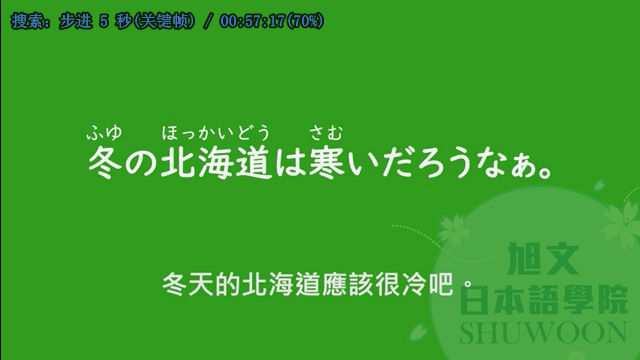 搜索: 步进 5 秒(关键帧) / 00:57:17(70%)
ふゆ ほっかいどう さむ
冬の北海道は寒いだろうなぁ。
冬天的北海道應該很冷吧。
旭文
日本語學院
SHUWOON